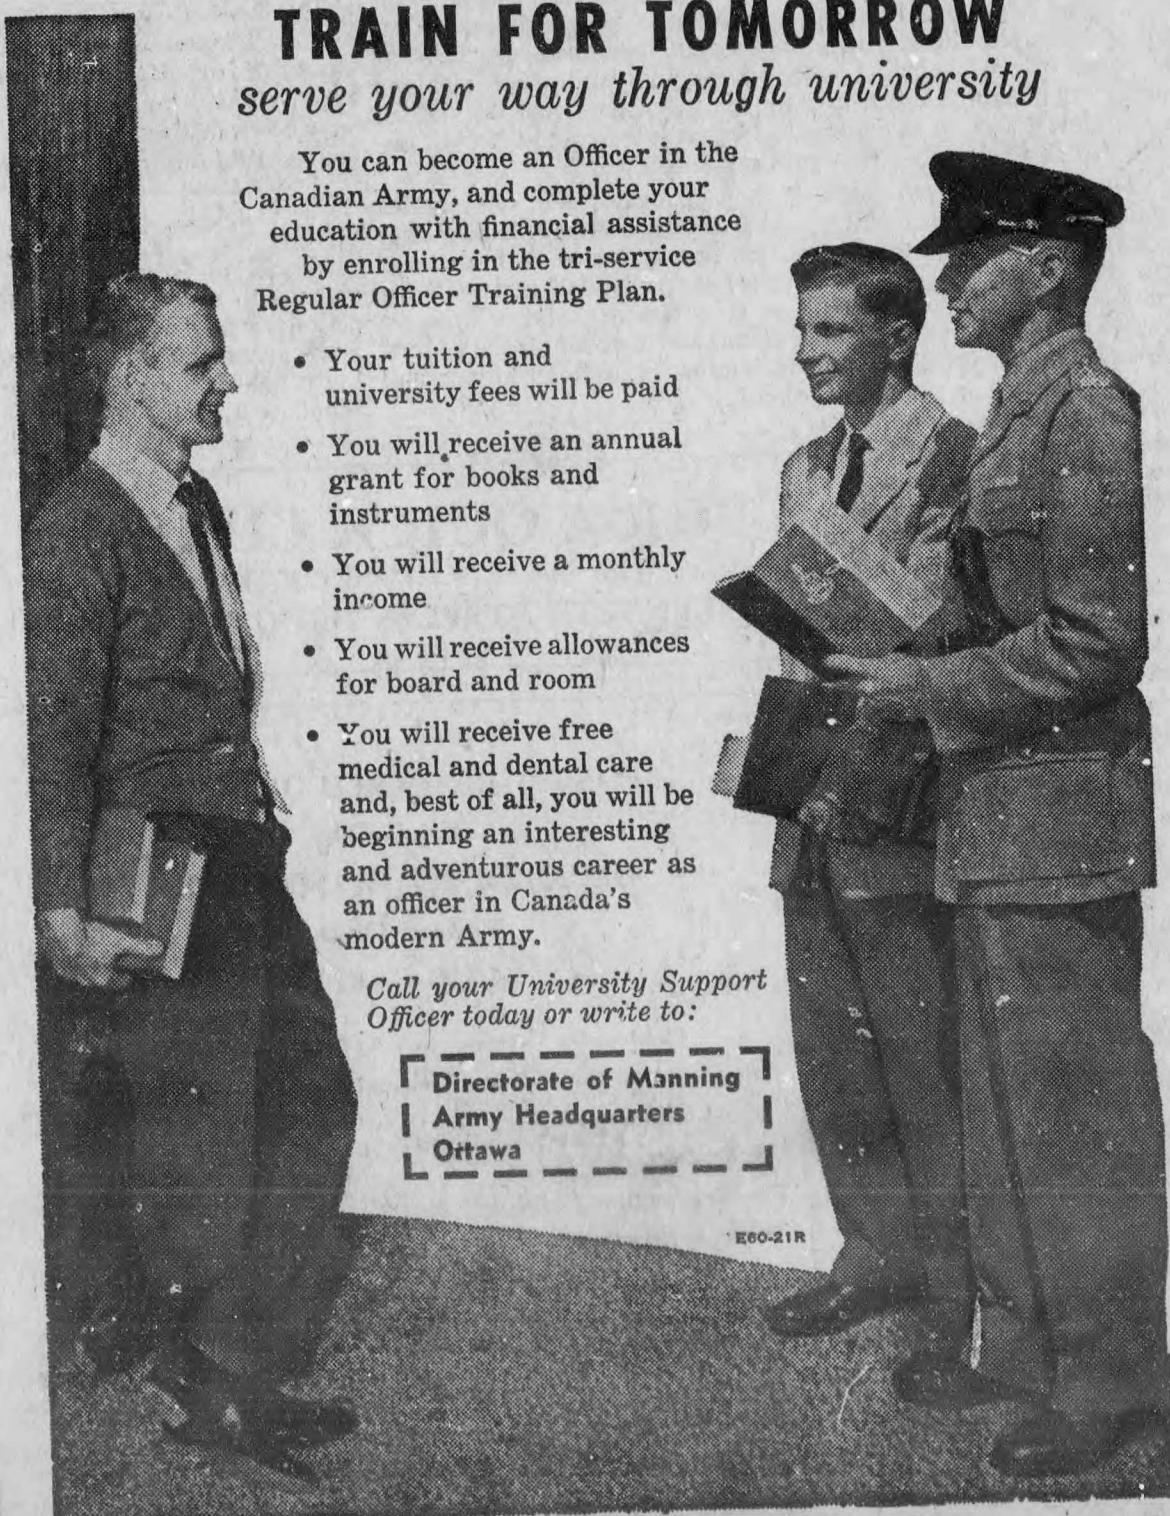 TRAIN FOR TOMORROW
serve your way through university
You can become an Officer in the
Canadian Army, and complete your
education with financial assistance
by enrolling in the tri-service
Regular Officer Training Plan.
• Your tuition and
university fees will be paid
• You will receive an annual
grant for books and
instruments
• You will receive a monthly
income
• You will receive allowances
for board and room
• You will receive free
medical and dental care
and, best of all, you will be
beginning an interesting
and adventurous career as
an officer in Canada's
modern Army.
Call your University Support
Officer today or write to:
Directorate of Manning
Army Headquarters
Ottawa
E60-21R